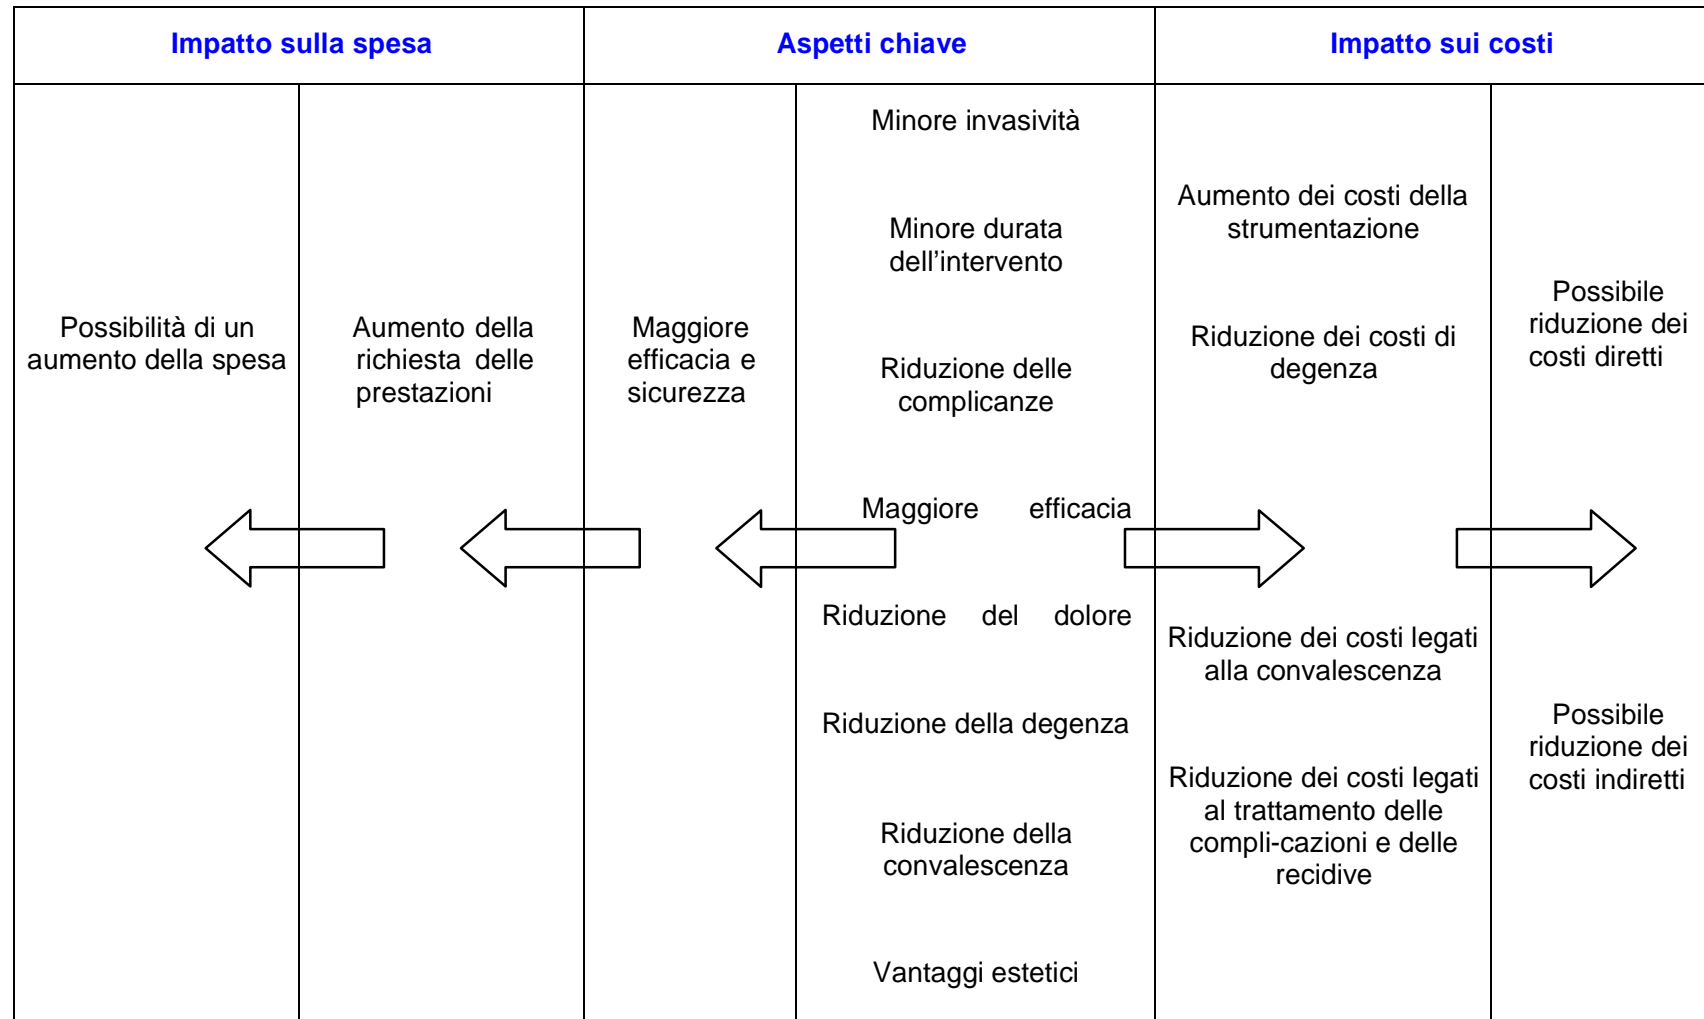 Impatto sulla spesa
Aspetti chiave
Impatto sui costi
Possibilità di un
aumento della spesa
Aumento della
richiesta delle
prestazioni
Maggiore
efficacia e
sicurezza
Minore invasività
Minore durata
dell’intervento
Riduzione delle
complicanze
Maggiore efficacia
Riduzione del dolore
Riduzione della degenza
Riduzione della
convalescenza
Vantaggi estetici
Aumento dei costi della
strumentazione
Riduzione dei costi di
degenza
Riduzione dei costi legati
alla convalescenza
Riduzione dei costi legati
al trattamento delle
compli-cazioni e delle
recidive
Possibile
riduzione dei
costi diretti
Possibile
riduzione dei
costi indiretti